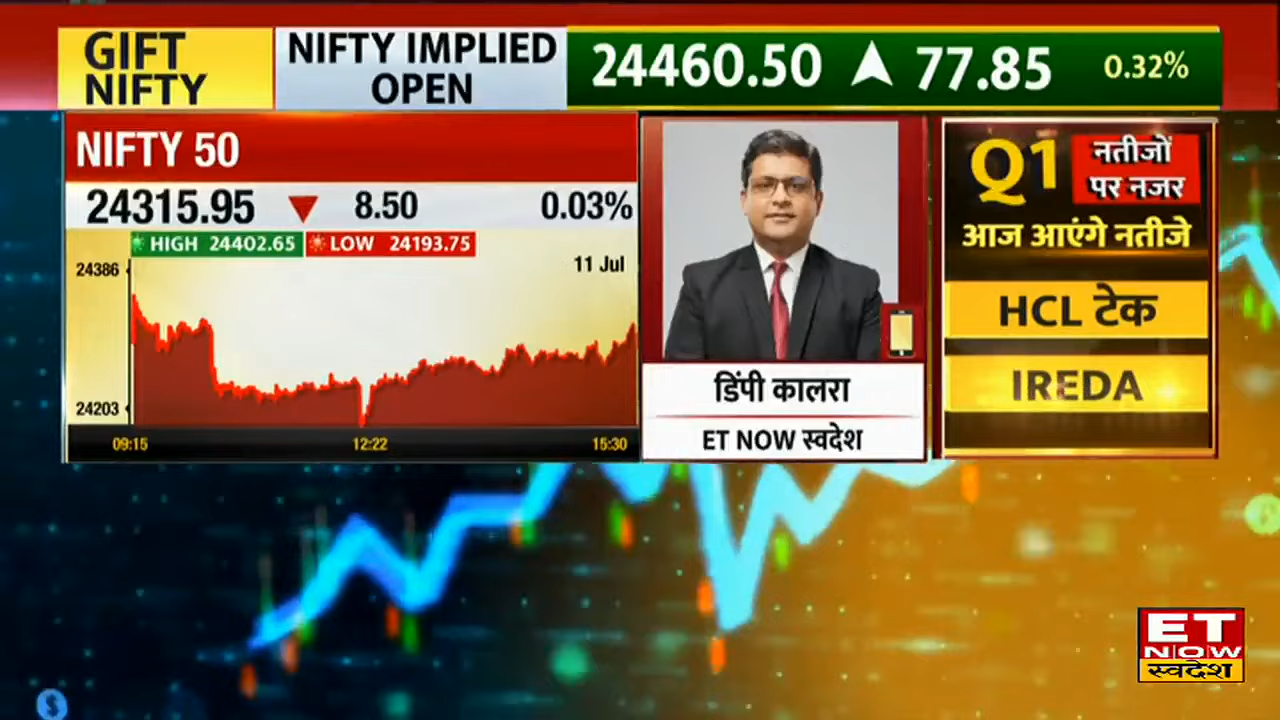 GIFT
NIFTY
NIFTY IMPLIED
OPEN
24460.50 77.85 0.32%
NIFTY 50
24315.95 8.50 0.03%
HIGH 24402.65 LOW 24193.75
24386
11 Jul
24203
09:15 12:22 15:30
डिंपी कालरा
ET NOW स्वदेश
Q1
नतीजों
पर नजर
आज आएंगे नतीजे
HCL टेक
IREDA
ET
NOW
स्वदेश